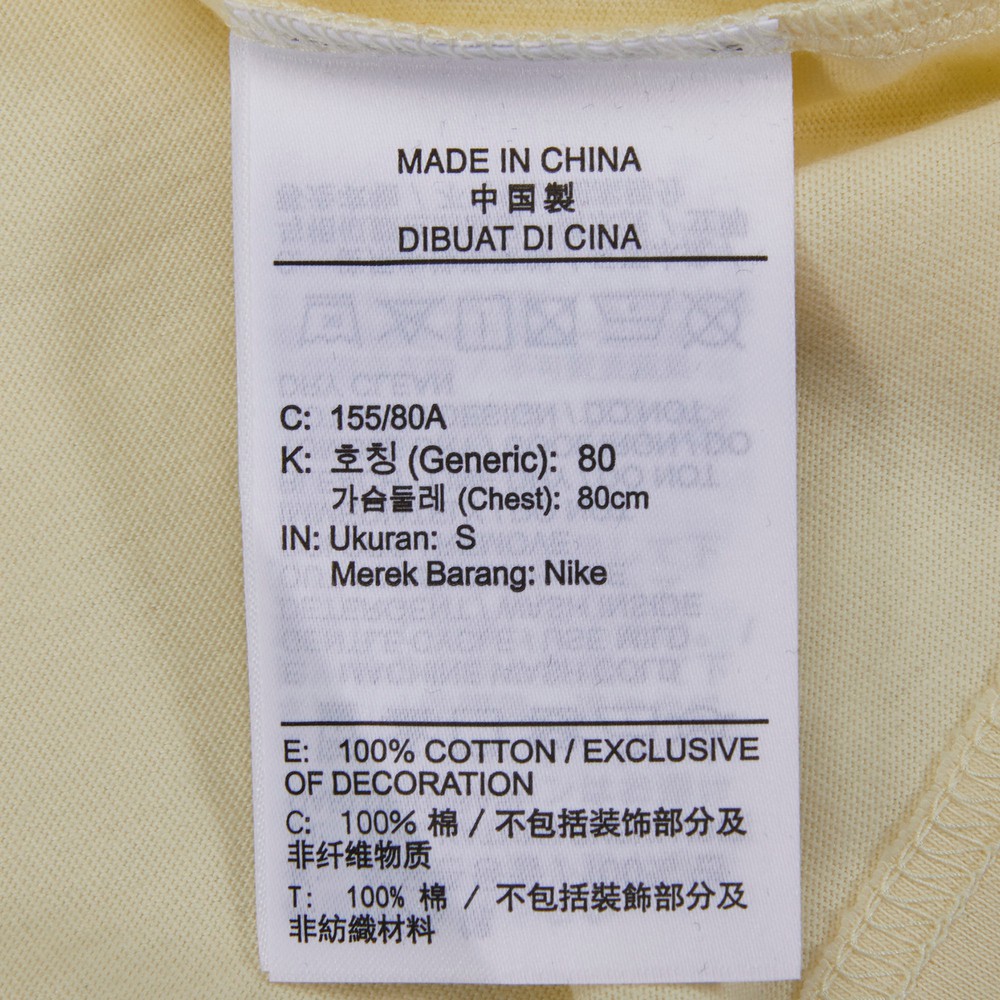 MADE IN CHINA
中国製
DIBUAT DI CINA
C: 155/80A
K: 호칭 (Generic): 80
가슴둘레 (Chest): 80cm
IN: Ukuran: S
Merek Barang: Nike
E: 100% COTTON / EXCLUSIVE
OF DECORATION
C: 100% 棉 / 不包括装饰部分及
非纤维物质
T: 100% 棉 / 不包括裝飾部分及
非紡織材料